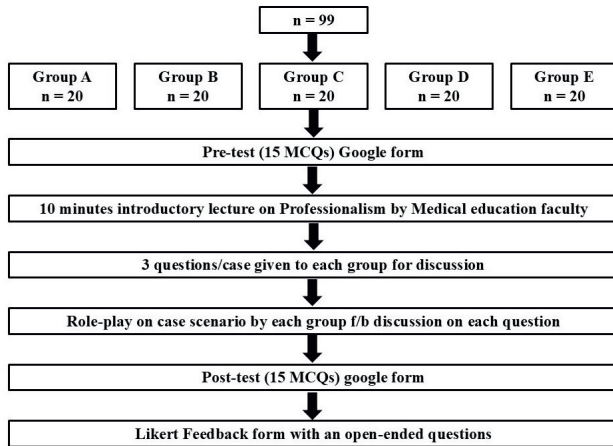 n = 99
Group A
n = 20
Group B
n = 20
Group C
n = 20
Group D
n = 20
Group E
n = 20
Pre-test (15 MCQs) Google form
10 minutes introductory lecture on Professionalism by Medical education faculty
3 questions/case given to each group for discussion
Role-play on case scenario by each group f/b discussion on each question
Post-test (15 MCQs) google form
Likert Feedback form with an open-ended questions